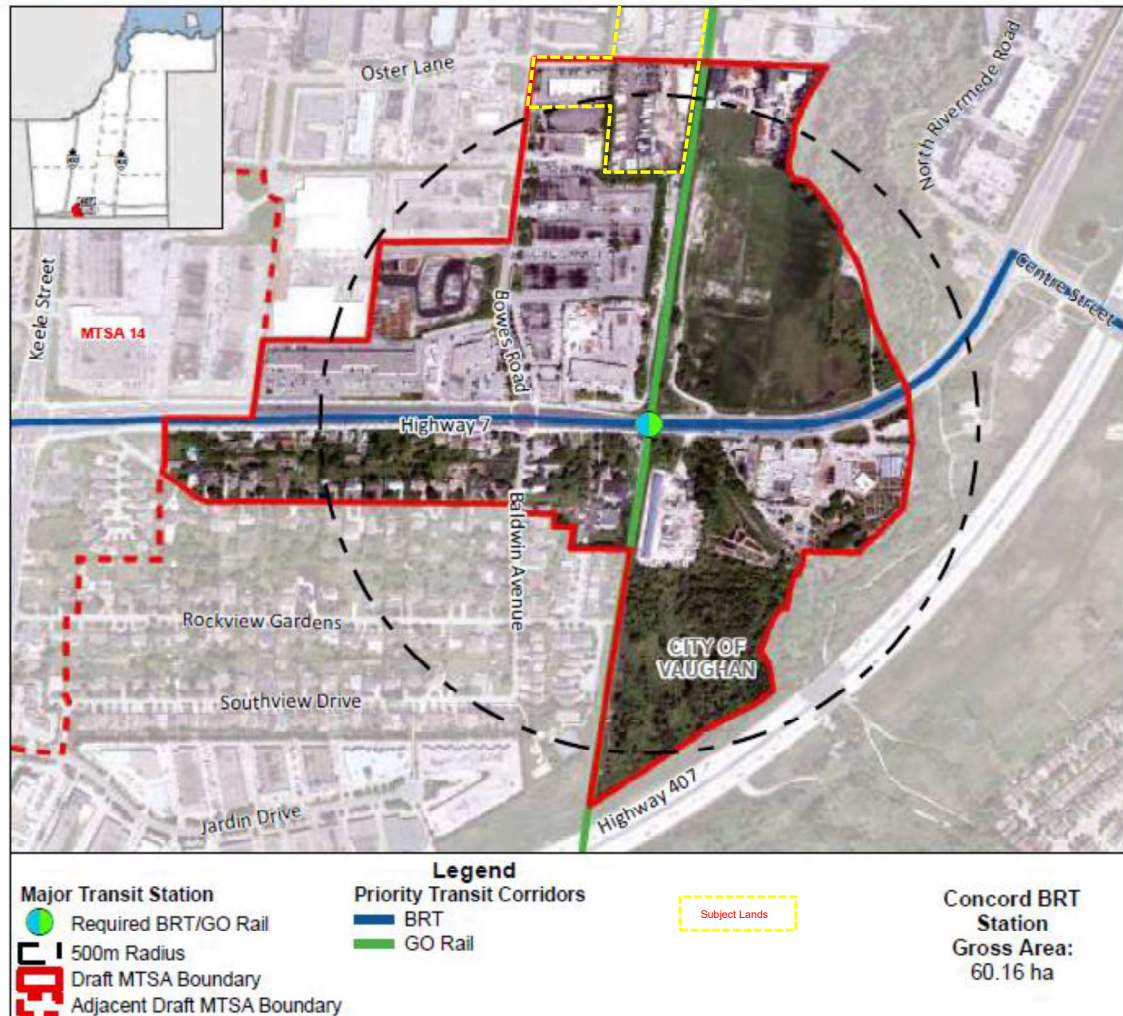 Oster Lane
North Rivermede Road
Keele Street
Centre Street
MTSA 14
Bowes Road
Highway 7
Baldwin Avenue
Rockview Gardens
CITY OF
VAUGHAN
Southview Drive
Highway 407
Jardin Drive
Legend
Major Transit Station
Required BRT/GO Rail
500m Radius
Draft MTSA Boundary
Adjacent Draft MTSA Boundary
Priority Transit Corridors
BRT
GO Rail
Subject Lands
Concord BRT
Station
Gross Area:
60.16 ha